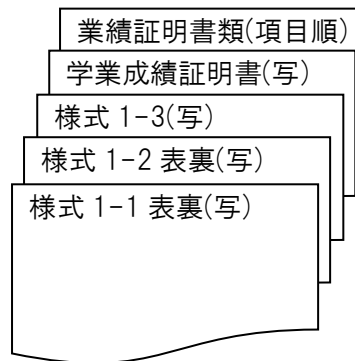 業績証明書類(項目順)
学業成績証明書(写)
様式 1-3(写)
様式 1-2 表裏(写)
様式 1-1 表裏(写)